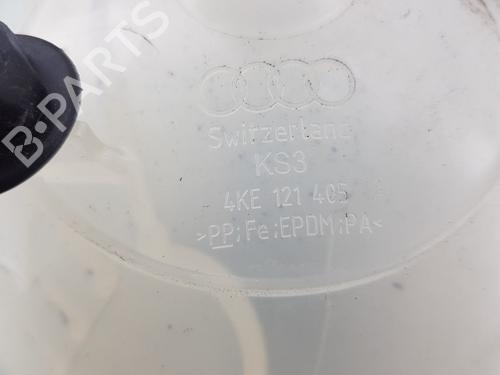 Switzerland
KS3
4KE 121 405 A
>PP;Fe;EPDM;PA<
B-PARTS